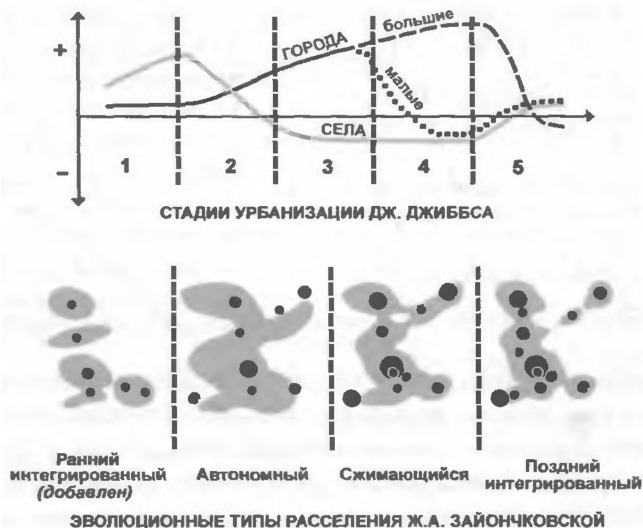 +
ГОРОДА
большие
малые
СЕЛА
–
1 2 3 4 5
СТАДИИ УРБАНИЗАЦИИ ДЖ. ДЖИББСА
Ранний
интегрированный
(добавлен)
Автономный
Сжимающийся
Поздний
интегрированный
ЭВОЛЮЦИОННЫЕ ТИПЫ РАССЕЛЕНИЯ Ж.А. ЗАЙОНЧКОВСКОЙ